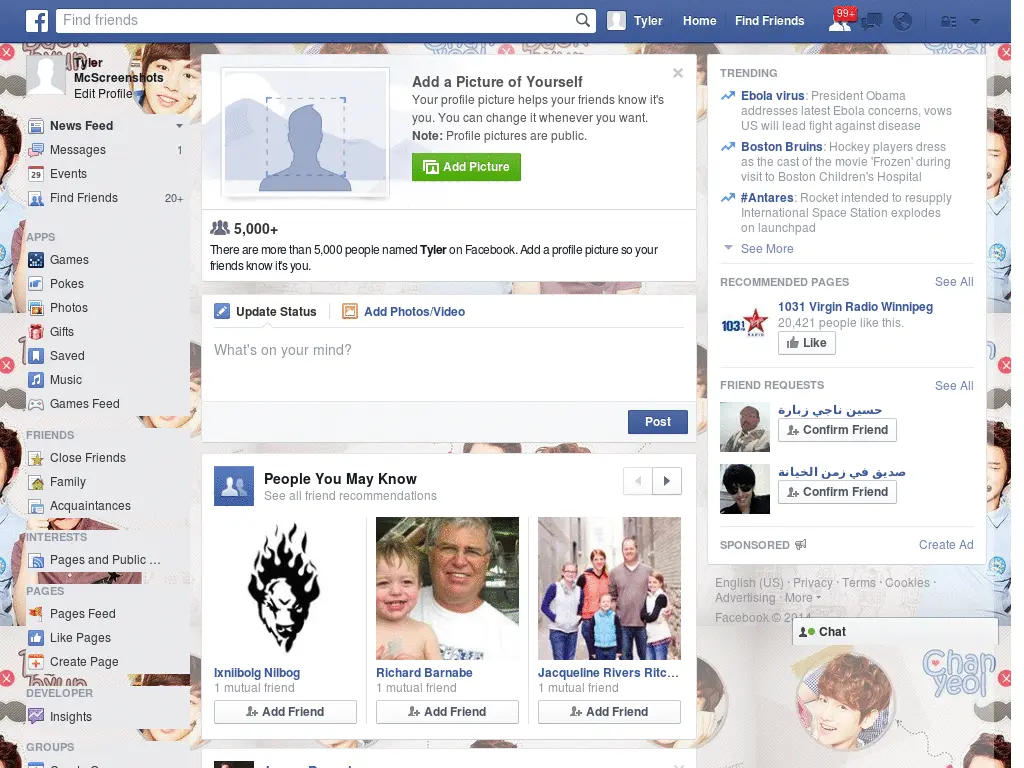 Find friends
Tyler
Home
Find Friends
99+
Tyler
McScreenshots
Edit Profile
News Feed
Messages 1
Events
Find Friends 20+
APPS
Games
Pokes
Photos
Gifts
Saved
Music
Games Feed
FRIENDS
Close Friends
Family
Acquaintances
INTERESTS
Pages and Public ...
PAGES
Pages Feed
Like Pages
Create Page
DEVELOPER
Insights
GROUPS
Add a Picture of Yourself
Your profile picture helps your friends know it's
you. You can change it whenever you want.
Note: Profile pictures are public.
Add Picture
5,000+
There are more than 5,000 people named Tyler on Facebook. Add a profile picture so your
friends know it's you.
Update Status
Add Photos/Video
What's on your mind?
Post
People You May Know
See all friend recommendations
Ixniibolg Nilbog
1 mutual friend
Add Friend
Richard Barnabe
1 mutual friend
Add Friend
Jacqueline Rivers Ritc...
1 mutual friend
Add Friend
TRENDING
Ebola virus: President Obama
addresses latest Ebola concerns, vows
US will lead fight against disease
Boston Bruins: Hockey players dress
as the cast of the movie 'Frozen' during
visit to Boston Children's Hospital
#Antares: Rocket intended to resupply
International Space Station explodes
on launchpad
See More
RECOMMENDED PAGES See All
103.1
RADIO
1031 Virgin Radio Winnipeg
20,421 people like this.
Like
FRIEND REQUESTS See All
حسين ناجي زبارة
Confirm Friend
صديق في زمن الخيانة
Confirm Friend
SPONSORED Create Ad
English (US) · Privacy · Terms · Cookies ·
Advertising · More
Facebook © 2014
Chat
Chan
yeol